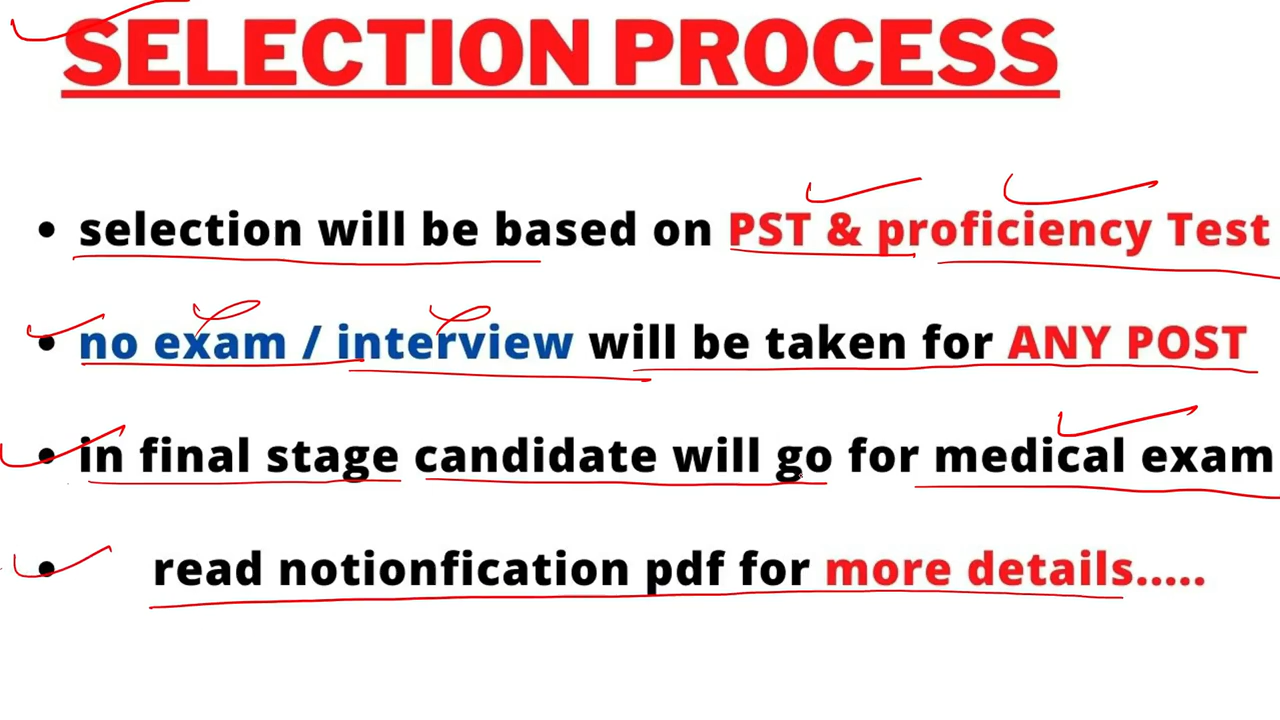 SELECTION PROCESS
• selection will be based on PST & proficiency Test
• no exam / interview will be taken for ANY POST
• in final stage candidate will go for medical exam
• read notionfication pdf for more details.....